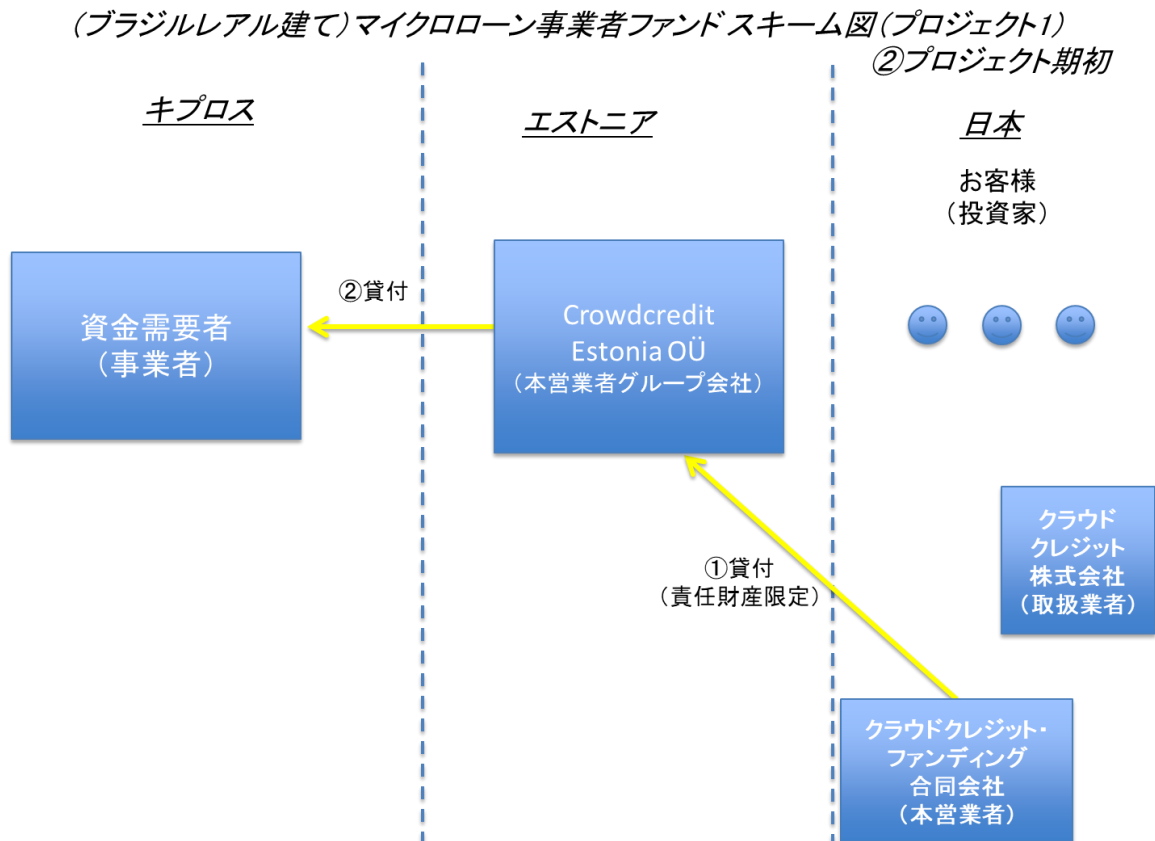 (ブラジルレアル建て)マイクロローン事業者ファンド スキーム図(プロジェクト1)
②プロジェクト期初
キプロス
エストニア
日本
お客様
(投資家)
資金需要者
(事業者)
②貸付
Crowdcredit
Estonia OÜ
(本営業者グループ会社)
クラウド
クレジット
株式会社
(取扱業者)
①貸付
(責任財産限定)
クラウドクレジット・
ファンディング
合同会社
(本営業者)